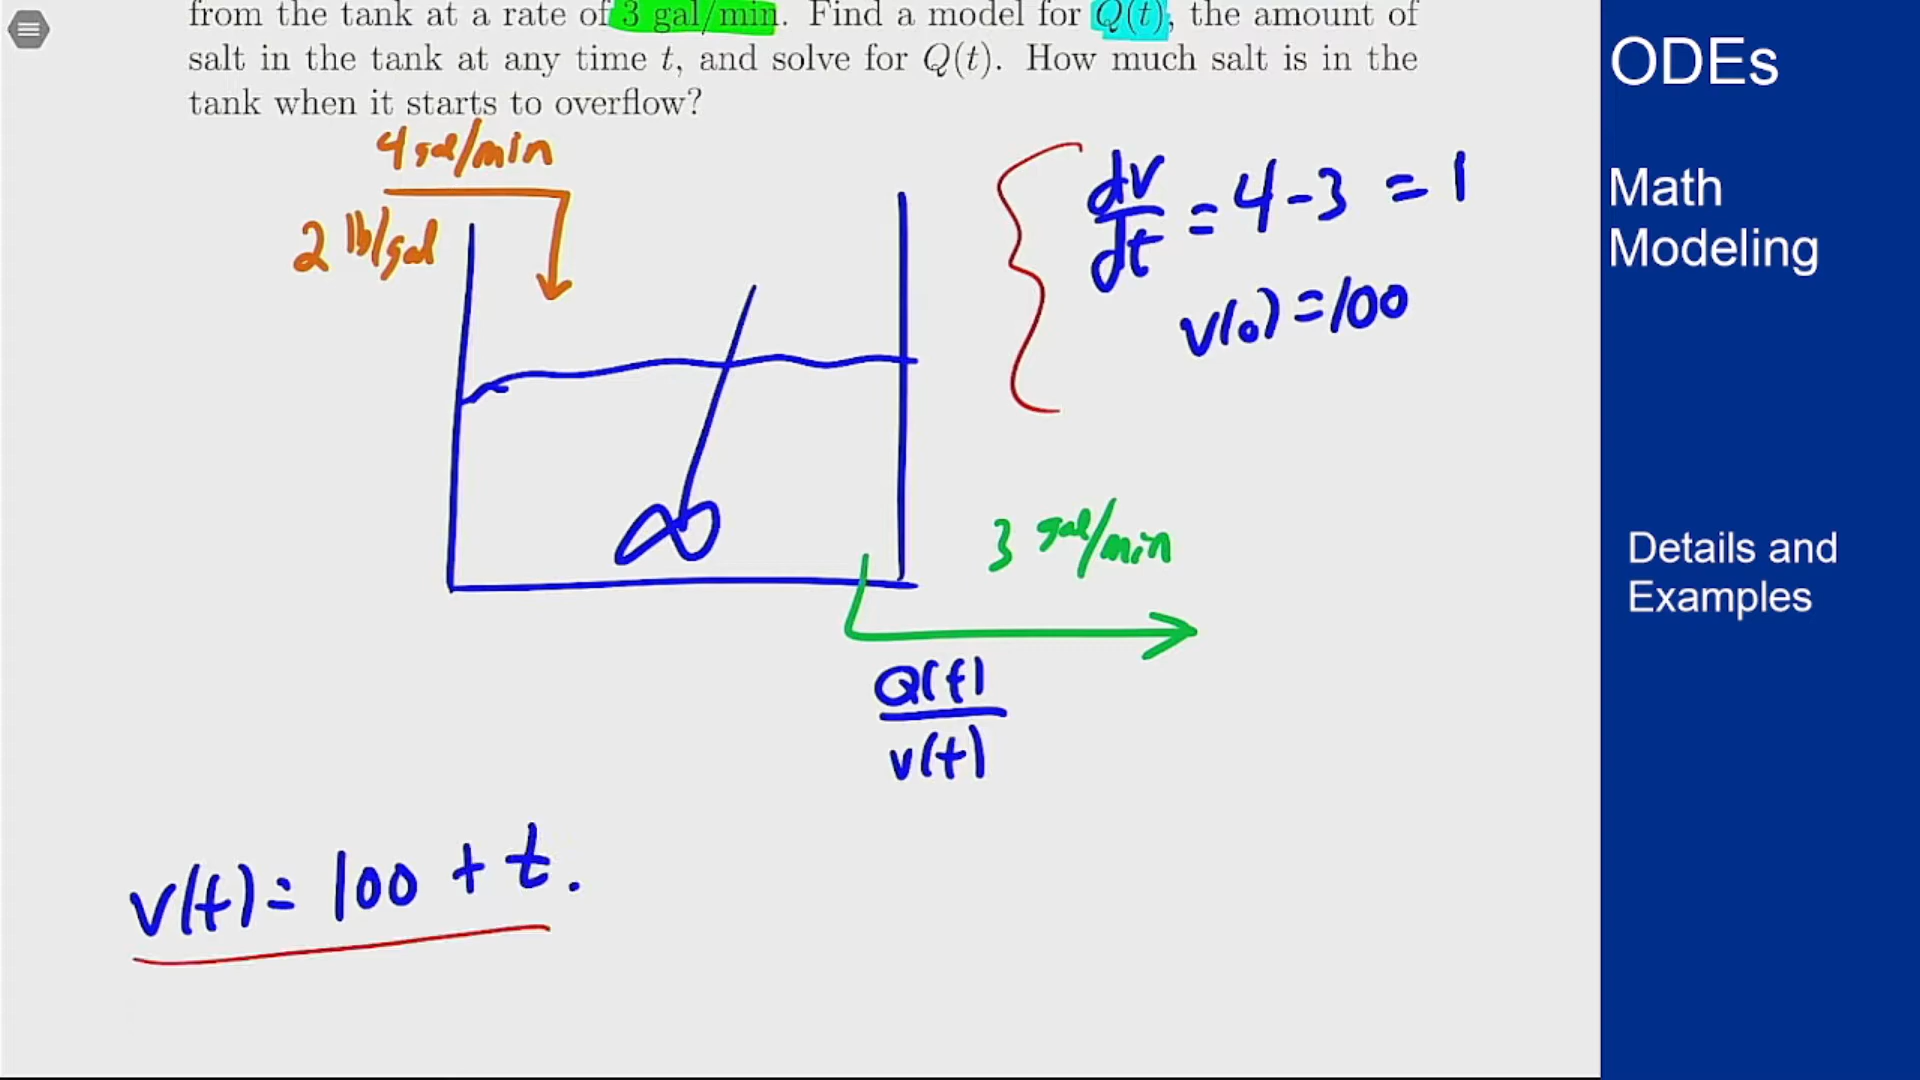 from the tank at a rate of 3 gal/min. Find a model for Q(t), the amount of
salt in the tank at any time t, and solve for Q(t). How much salt is in the
tank when it starts to overflow?
4 gal/min
2 lb/gal
dV/dt = 4 - 3 = 1
V(0) = 100
3 gal/min
Q(t)
V(t)
V(t) = 100 + t.
ODEs
Math
Modeling
Details and
Examples